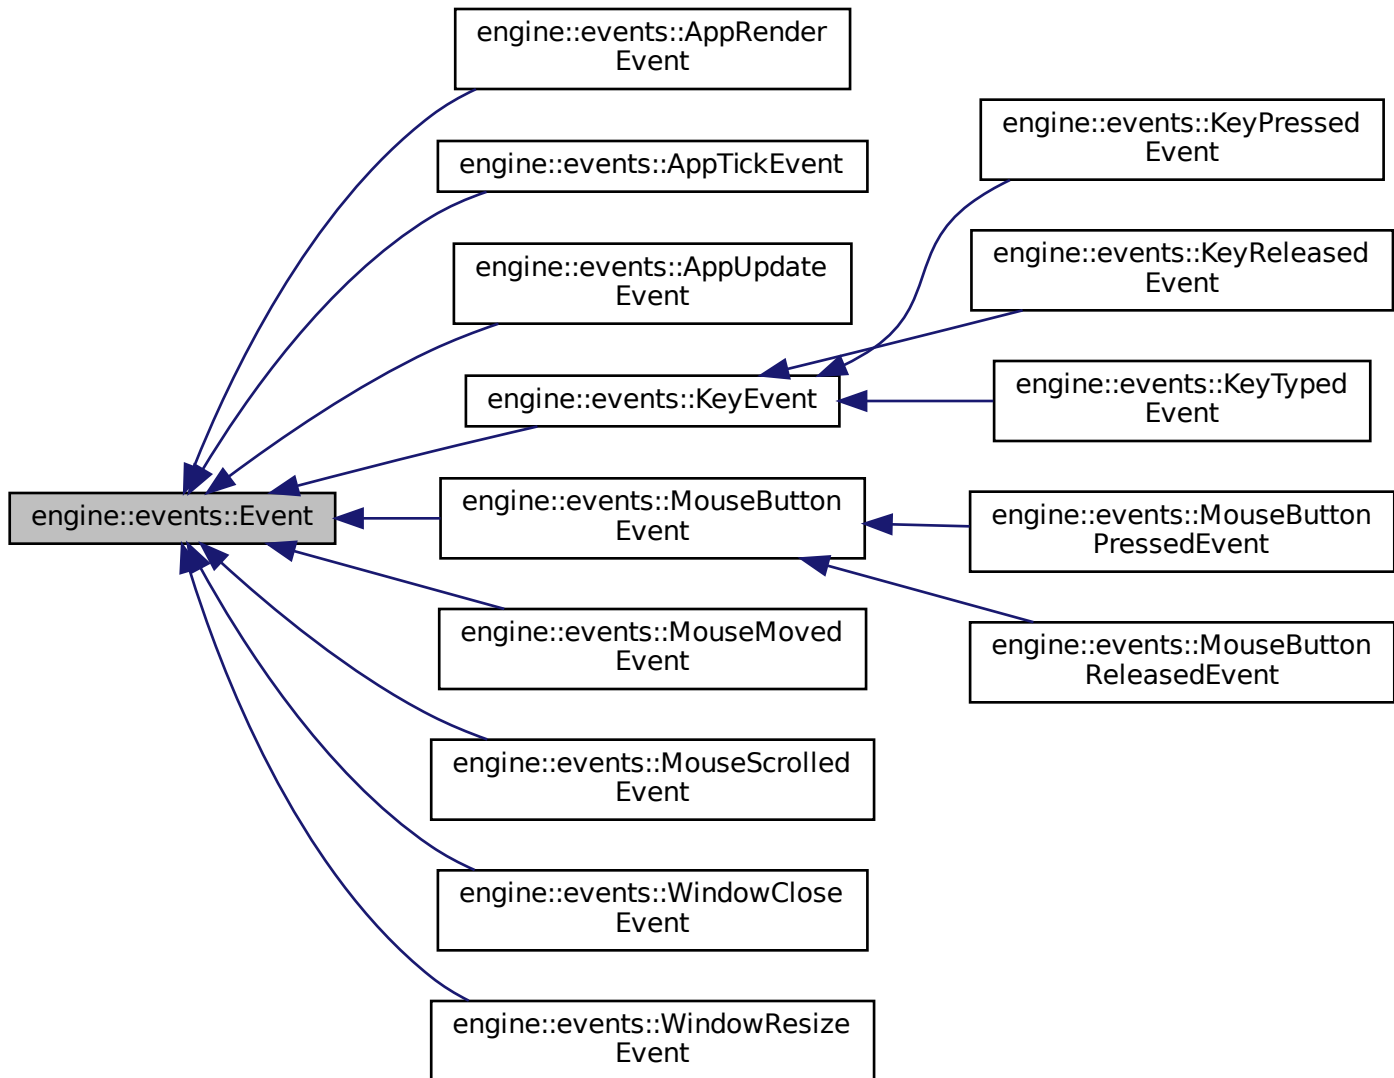 engine::events::AppRender
Event
engine::events::AppTickEvent
engine::events::AppUpdate
Event
engine::events::KeyEvent
engine::events::KeyPressed
Event
engine::events::KeyReleased
Event
engine::events::KeyTyped
Event
engine::events::Event
engine::events::MouseButton
Event
engine::events::MouseButton
PressedEvent
engine::events::MouseButton
ReleasedEvent
engine::events::MouseMoved
Event
engine::events::MouseScrolled
Event
engine::events::WindowClose
Event
engine::events::WindowResize
Event